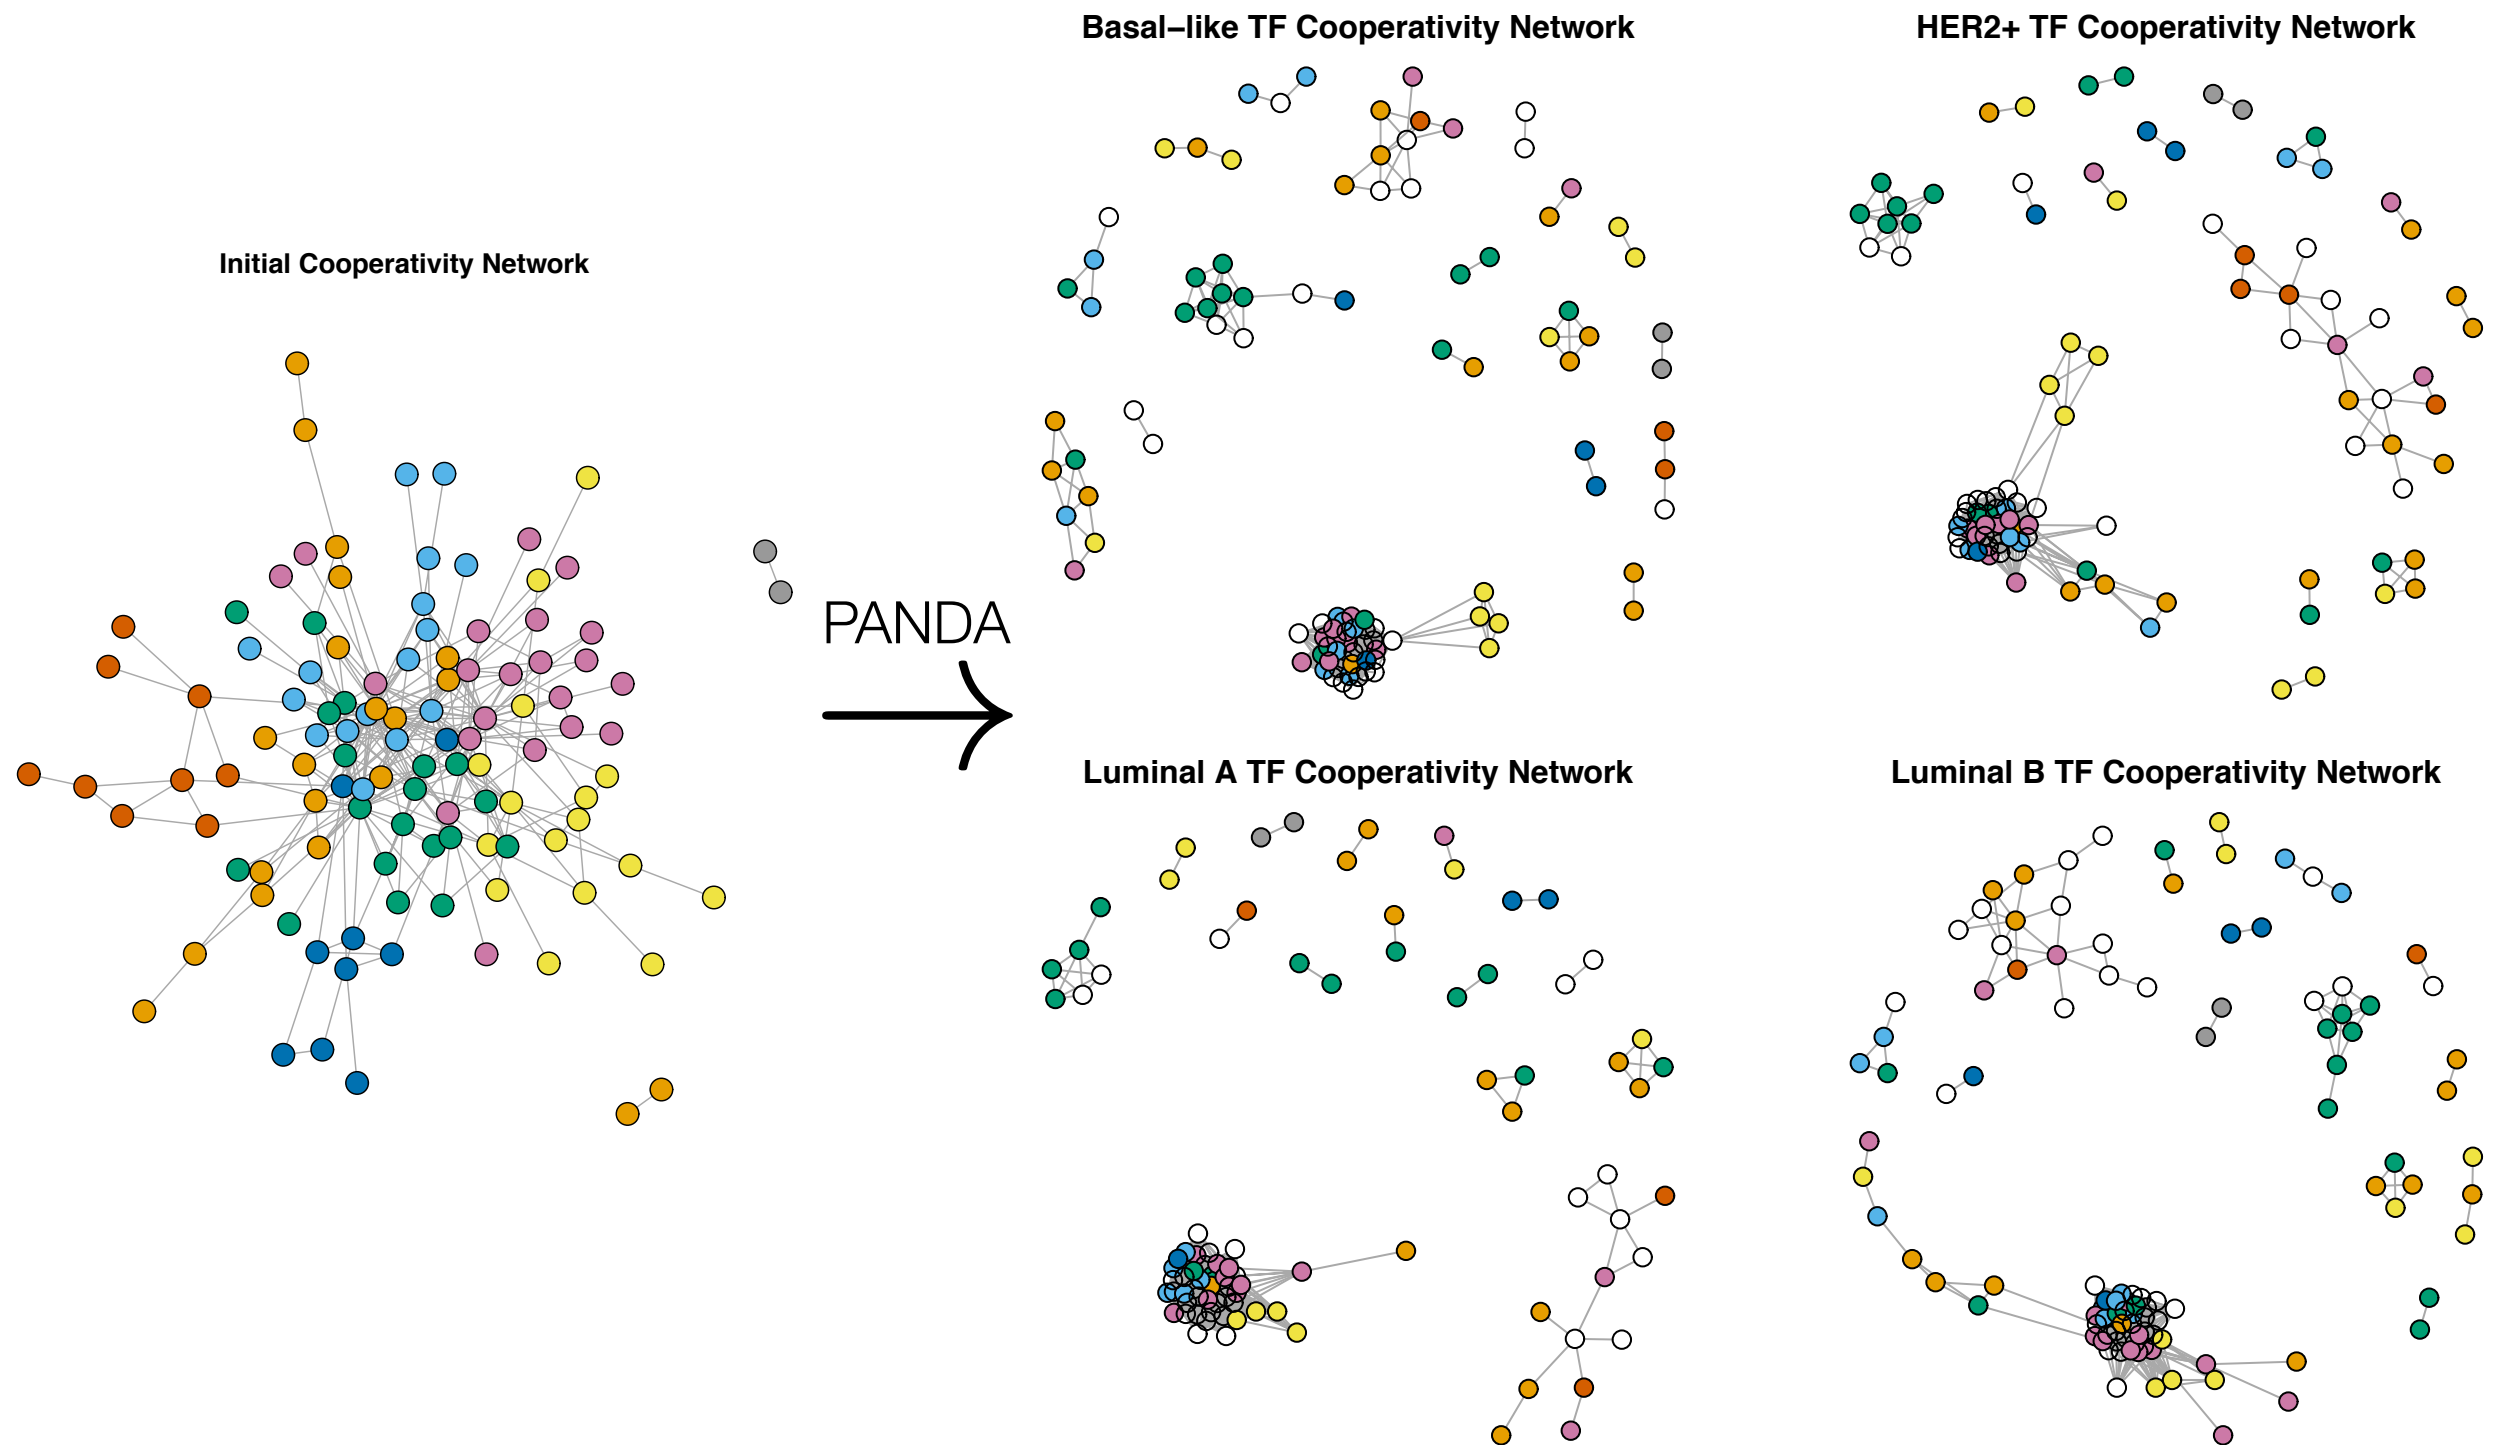 Basal–like TF Cooperativity Network
HER2+ TF Cooperativity Network
Initial Cooperativity Network
PANDA
Luminal A TF Cooperativity Network
Luminal B TF Cooperativity Network